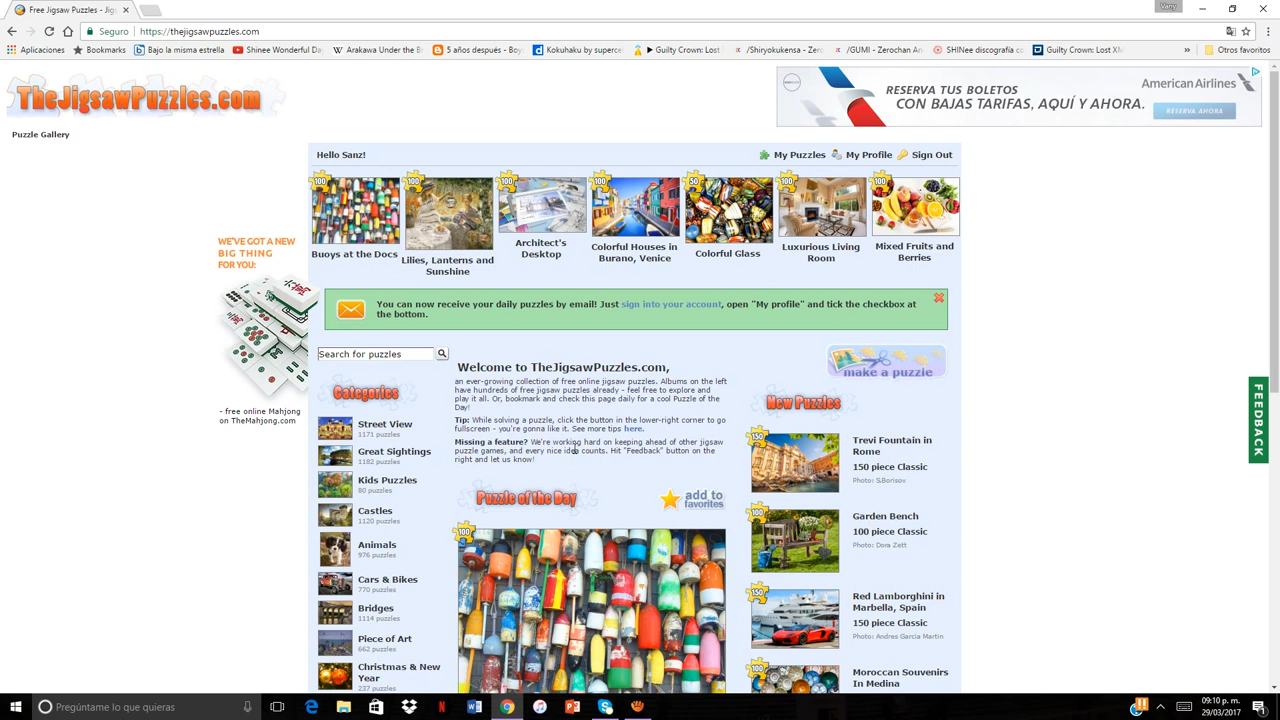 Free Jigsaw Puzzles - Jig
Vany
Seguro
https://thejigsawpuzzles.com
Aplicaciones
Bookmarks
Bajo la misma estrella
Shinee Wonderful Da
Arakawa Under the B
5 años después - Boy
Kokuhaku by superce
Guilty Crown: Lost
/Shiryokukensa - Zero
/GUMI - Zerochan An
SHINee discografía co
Guilty Crown: Lost XM
»
Otros favoritos
TheJigsawPuzzles.com
RESERVA TUS BOLETOS
CON BAJAS TARIFAS, AQUÍ Y AHORA.
American Airlines
RESERVA AHORA
Puzzle Gallery
Hello Sanz!
My Puzzles
My Profile
Sign Out
100
100
100
100
50
100
100
Buoys at the Docs
Lilies, Lanterns and
Sunshine
Architect's
Desktop
Colorful Houses in
Burano, Venice
Colorful Glass
Luxurious Living
Room
Mixed Fruits and
Berries
WE'VE GOT A NEW
BIG THING
FOR YOU:
- free online Mahjong
on TheMahjong.com
You can now receive your daily puzzles by email! Just sign into your account, open "My profile" and tick the checkbox at
the bottom.
Search for puzzles
Categories
Street View
1171 puzzles
Great Sightings
1182 puzzles
Kids Puzzles
80 puzzles
Castles
1120 puzzles
Animals
976 puzzles
Cars & Bikes
770 puzzles
Bridges
1114 puzzles
Piece of Art
662 puzzles
Christmas & New
Year
237 puzzles
Welcome to TheJigsawPuzzles.com,
an ever-growing collection of free online jigsaw puzzles. Albums on the left
have hundreds of free jigsaw puzzles already - feel free to explore and
play it all. Or, bookmark and check this page daily for a cool Puzzle of the
Day!
Tip: While solving a puzzle, click the button in the lower-right corner to go
fullscreen - you're gonna like it. See more tips here.
Missing a feature? We're working hard on keeping ahead of other jigsaw
puzzle games, and every nice idea counts. Hit "Feedback" button on the
right and let us know!
Puzzle of the Day
add to
favorites
100
make a puzzle
New Puzzles
150
Trevi Fountain in
Rome
150 piece Classic
Photo: S.Borisov
100
Garden Bench
100 piece Classic
Photo: Dora Zett
150
Red Lamborghini in
Marbella, Spain
150 piece Classic
Photo: Andres Garcia Martin
100
Moroccan Souvenirs
In Medina
FEEDBACK
Pregúntame lo que quieras
09:10 p. m.
29/03/2017